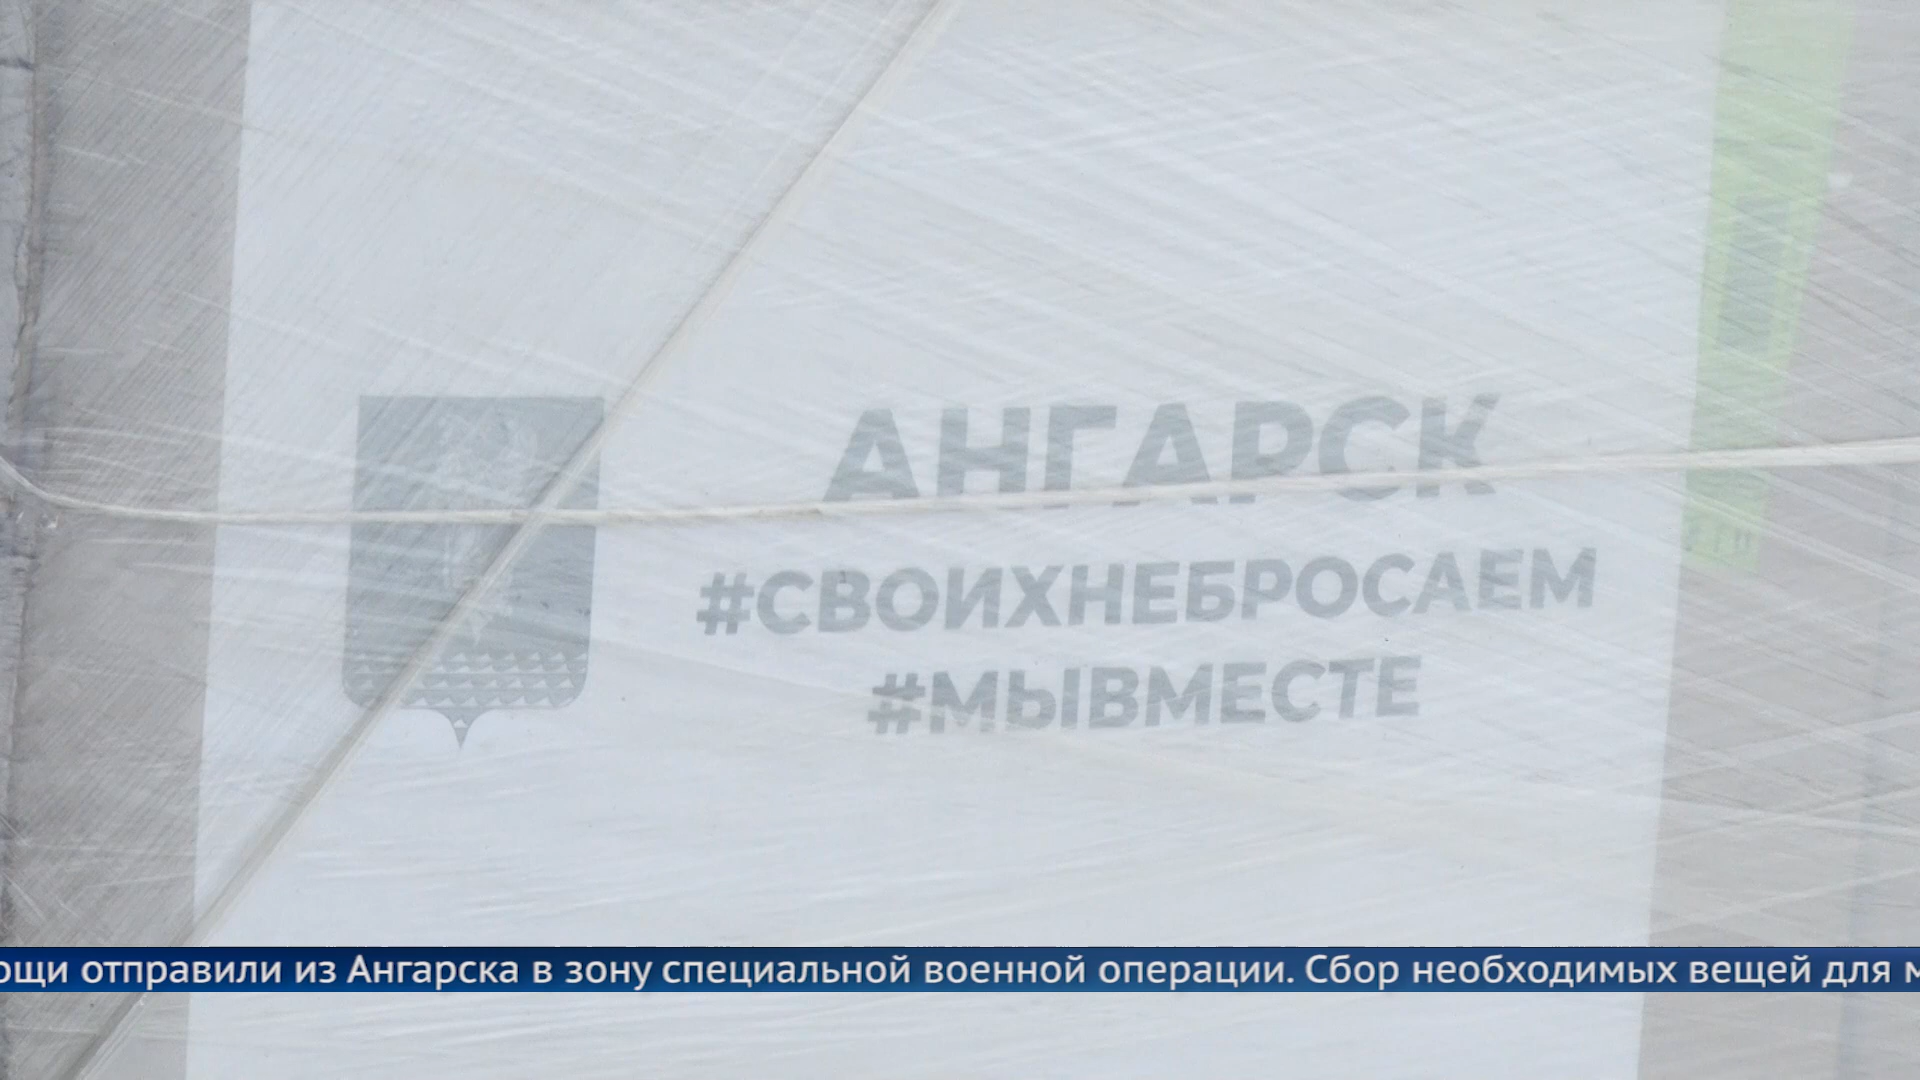 АНГАРСК
#СВОИХНЕБРОСАЕМ
#МЫВМЕСТЕ
ощи отправили из Ангарска в зону специальной военной операции. Сбор необходимых вещей для м